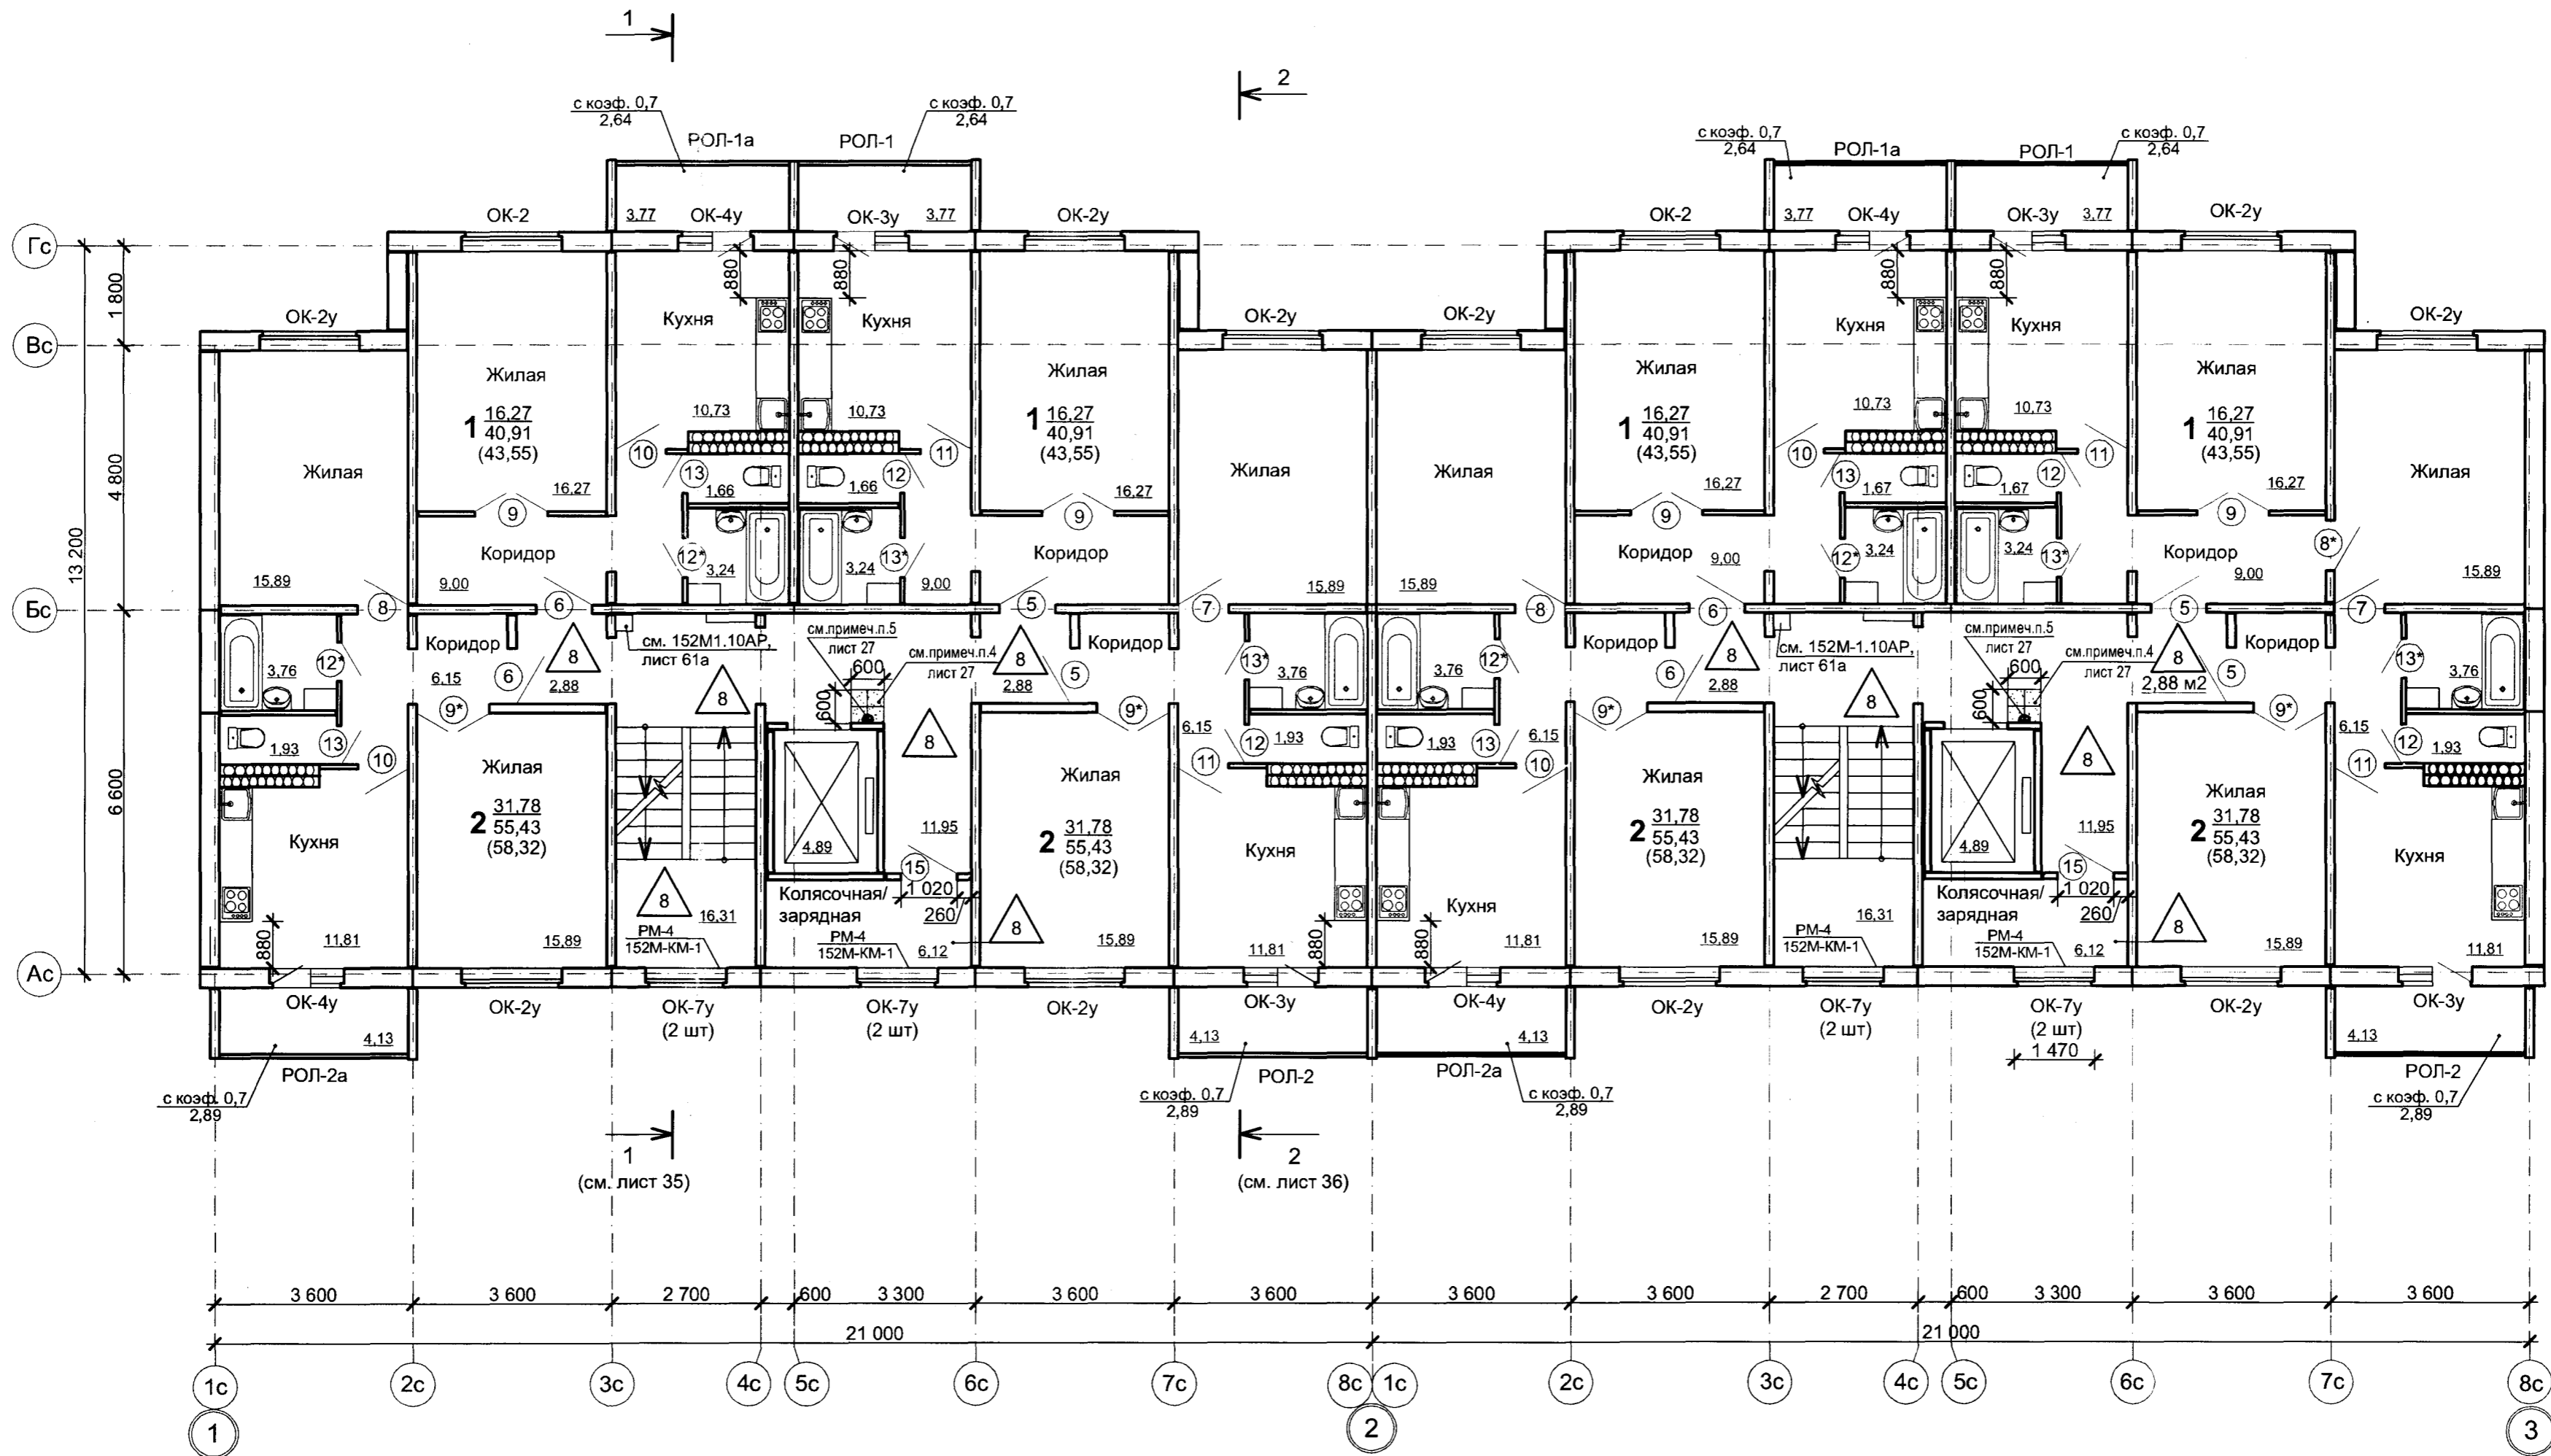 1
2
с коэф. 0,7
2,64
с коэф. 0,7
2,64
с коэф. 0,7
2,64
с коэф. 0,7
2,64
РОЛ-1а
РОЛ-1
РОЛ-1а
РОЛ-1
ОК-2
3,77
ОК-4у
ОК-3у
3,77
ОК-2у
ОК-2
3,77
ОК-4у
ОК-3у
3,77
ОК-2у
Гс
1 800
880
880
880
880
ОК-2у
Кухня
Кухня
ОК-2у
ОК-2у
Кухня
Кухня
ОК-2у
Вс
4 800
13 200
Жилая
1 16,27
40,91
(43,55)
10,73
10,73
Жилая
1 16,27
40,91
(43,55)
Жилая
1 16,27
40,91
(43,55)
10,73
10,73
Жилая
1 16,27
40,91
(43,55)
Жилая
10
13
12
11
Жилая
Жилая
10
13
12
11
Жилая
16,27
1,66
1,66
16,27
16,27
1,67
1,67
16,27
9
9
9
9
Коридор
12*
3,24
3,24
13*
Коридор
Коридор
12*
3,24
3,24
13*
Коридор
8*
15,89
9,00
9,00
15,89
15,89
9,00
9,00
15,89
Бс
8
6
5
7
8
6
5
7
Коридор
8
см. 152М1.10АР,
лист 61а
см.примеч.п.5
лист 27
600
600
см.примеч.п.4
лист 27
8
Коридор
Коридор
8
см. 152М-1.10АР,
лист 61а
см.примеч.п.5
лист 27
600
600
см.примеч.п.4
лист 27
8
Коридор
12*
3,76
6,15
6
2,88
8
2,88
5
13*
3,76
3,76
12*
6
2,88
8
2,88 м2
5
13*
3,76
9*
9*
9*
9*
1,93
13
10
8
6,15
12
1,93
11
1,93
13
6,15
10
8
6,15
12
1,93
11
6 600
Жилая
2 31,78
55,43
(58,32)
Жилая
2 31,78
55,43
(58,32)
Жилая
2 31,78
55,43
(58,32)
Жилая
2 31,78
55,43
(58,32)
Кухня
4,89
11,95
Кухня
Кухня
4,89
11,95
Кухня
8
15
Колясочная/
зарядная
1 020
260
8
8
15
Колясочная/
зарядная
1 020
260
8
16,31
16,31
880
11,81
15,89
РМ-4
152М-КМ-1
РМ-4
152М-КМ-1
6,12
15,89
11,81
880
880
11,81
15,89
РМ-4
152М-КМ-1
РМ-4
152М-КМ-1
6,12
15,89
11,81
Ас
ОК-4у
ОК-2у
ОК-7у
(2 шт)
ОК-7у
(2 шт)
ОК-2у
ОК-3у
ОК-4у
ОК-2у
ОК-7у
(2 шт)
ОК-7у
(2 шт)
1 470
ОК-2у
ОК-3у
4,13
4,13
4,13
4,13
РОЛ-2а
РОЛ-2
РОЛ-2а
РОЛ-2
с коэф. 0,7
2,89
с коэф. 0,7
2,89
с коэф. 0,7
2,89
с коэф. 0,7
2,89
1
(см. лист 35)
2
(см. лист 36)
3 600
3 600
2 700
600
3 300
3 600
3 600
3 600
3 600
2 700
600
3 300
3 600
3 600
21 000
21 000
1с
2с
3с
4с
5с
6с
7с
8с
1с
2с
3с
4с
5с
6с
7с
8с
1
2
3